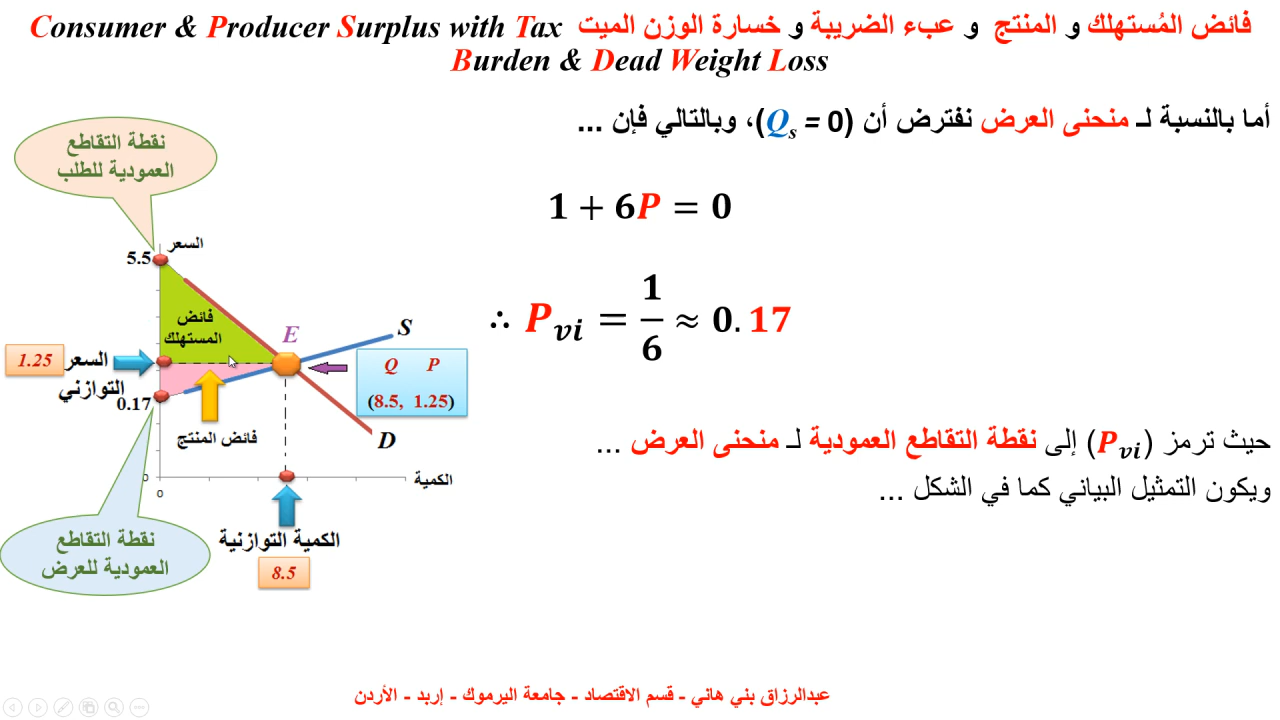 فائض المُستهلك و المنتج و عبء الضريبة و خسارة الوزن الميت Consumer & Producer Surplus with Tax
Burden & Dead Weight Loss
أما بالنسبة لـ منحنى العرض نفترض أن (Qs = 0)، وبالتالي فإن ...
1 + 6P = 0
∴ Pvi = 1/6 ≈ 0.17
حيث ترمز (Pvi) إلى نقطة التقاطع العمودية لـ منحنى العرض ...
ويكون التمثيل البياني كما في الشكل ...
نقطة التقاطع
العمودية للطلب
السعر
5.5
فائض
المستهلك
E
S
1.25
السعر
التوازني
Q P
(8.5, 1.25)
0.17
فائض المنتج
D
0
0
الكمية
نقطة التقاطع
العمودية للعرض
الكمية التوازنية
8.5
عبدالرزاق بني هاني - قسم الاقتصاد - جامعة اليرموك - إربد - الأردن